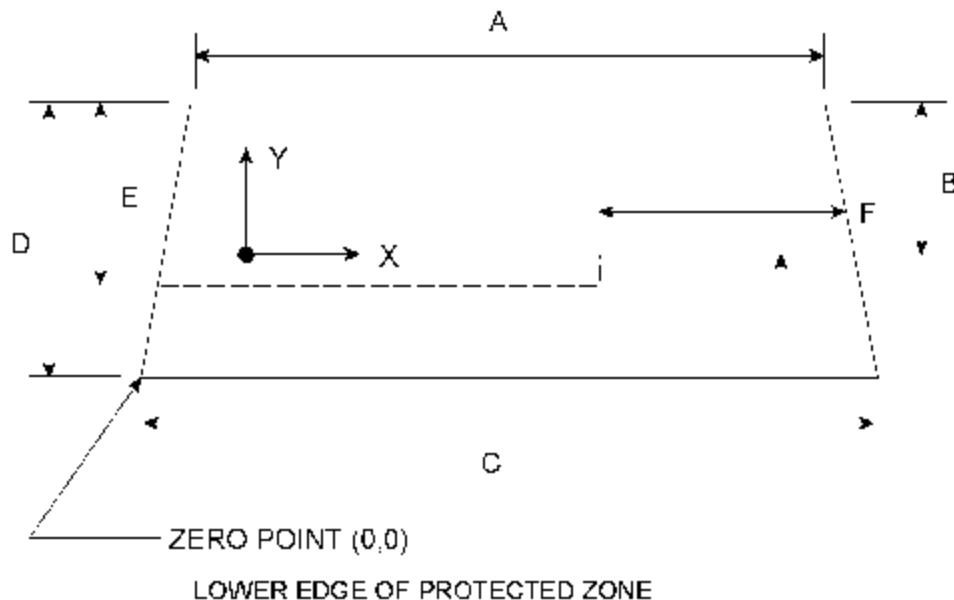 A
E
B
Y
F
D
X
C
ZERO POINT (0,0)
LOWER EDGE OF PROTECTED ZONE